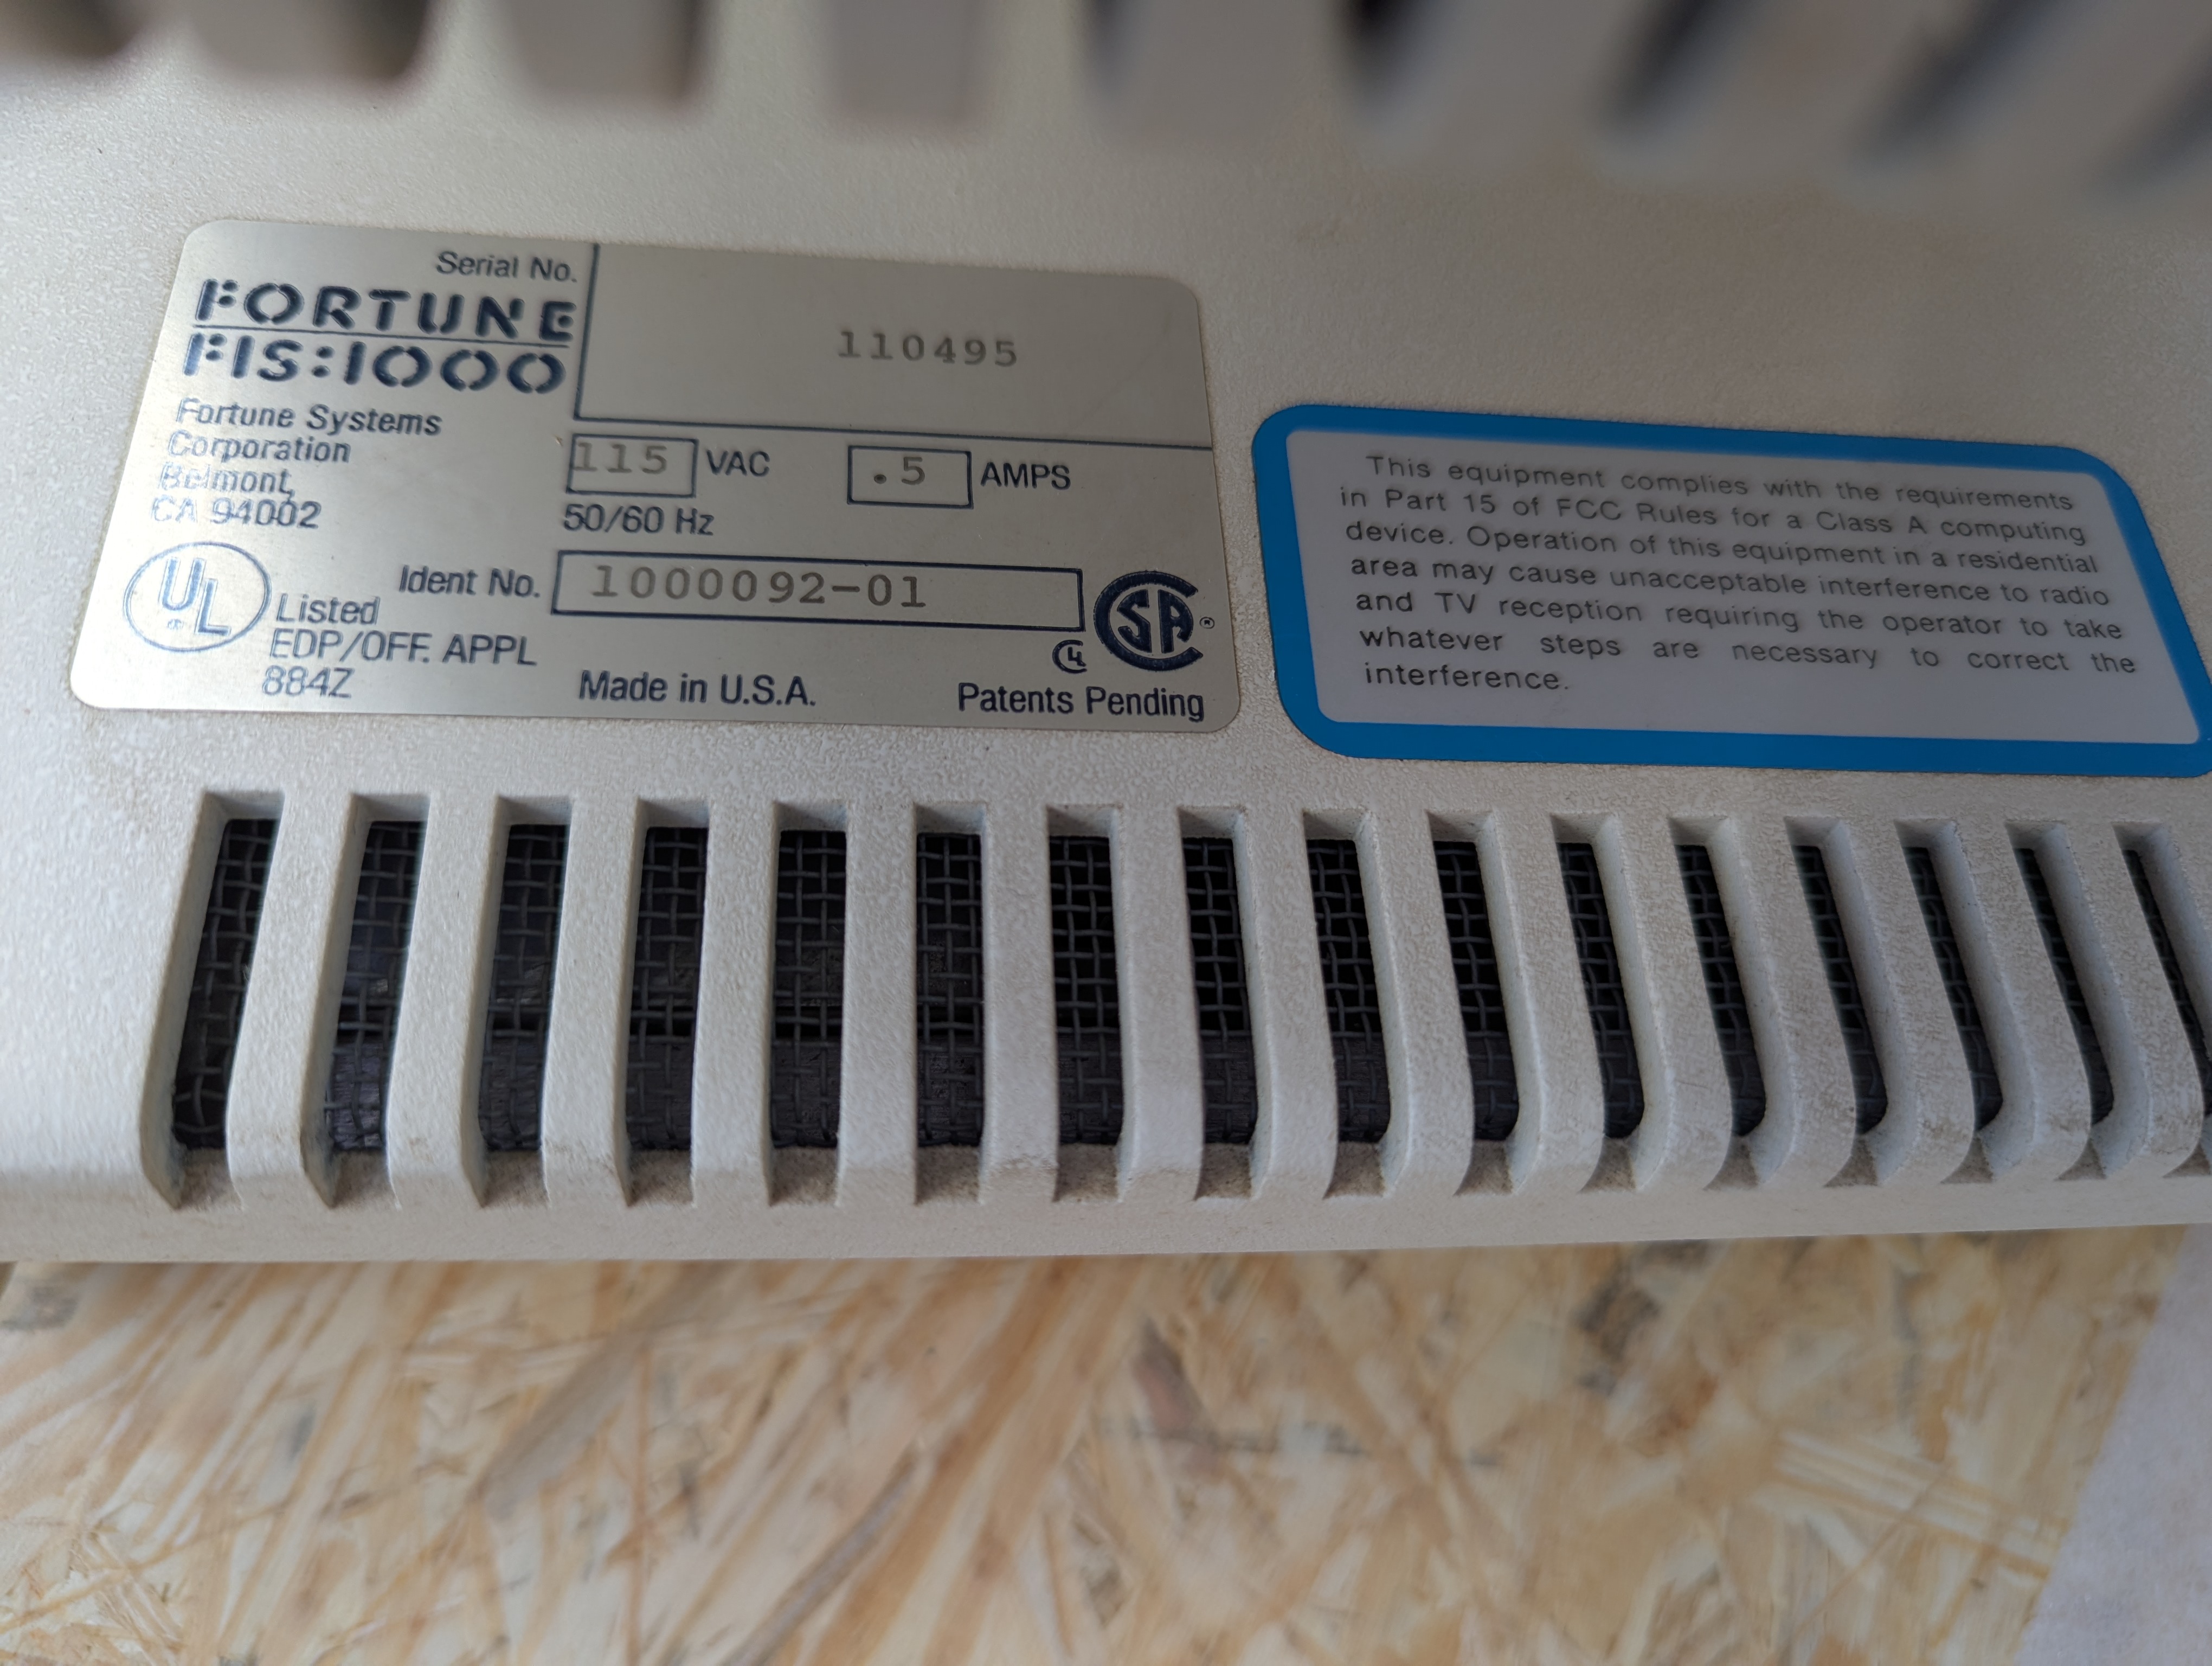 Serial No.
110495
FORTUNE
FIS:1000
Fortune Systems
Corporation
Belmont,
CA 94002
115 VAC
.5 AMPS
50/60 Hz
Ident No. 1000092-01
UL
Listed
EDP/OFF. APPL
884Z
Made in U.S.A.
SA ®
Patents Pending
This equipment complies with the requirements
in Part 15 of FCC Rules for a Class A computing
device. Operation of this equipment in a residential
area may cause unacceptable interference to radio
and TV reception requiring the operator to take
whatever steps are necessary to correct the
interference.